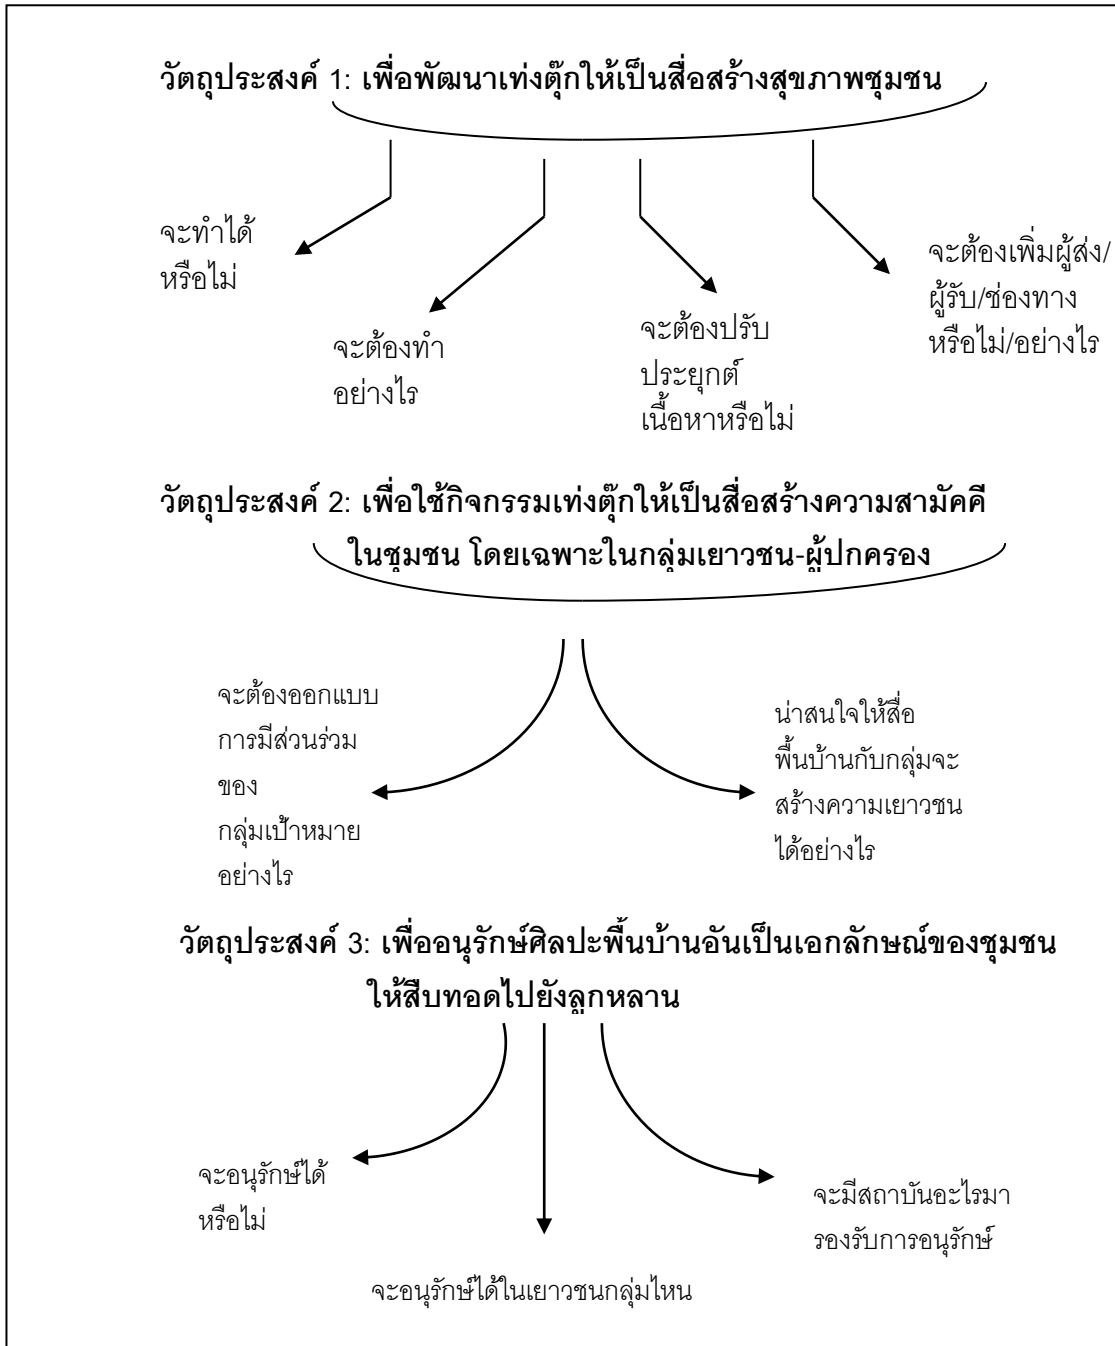 วัตถุประสงค์ 1: เพื่อพัฒนาเท่งตุ๊กให้เป็นสื่อสร้างสุขภาพชุมชน
จะทำได้
หรือไม่
จะต้องทำ
อย่างไร
จะต้องปรับ
ประยุกต์
เนื้อหาหรือไม่
จะต้องเพิ่มผู้ส่ง/
ผู้รับ/ช่องทาง
หรือไม่/อย่างไร
วัตถุประสงค์ 2: เพื่อใช้กิจกรรมเท่งตุ๊กให้เป็นสื่อสร้างความสามัคคี
ในชุมชน โดยเฉพาะในกลุ่มเยาวชน-ผู้ปกครอง
จะต้องออกแบบ
การมีส่วนร่วม
ของ
กลุ่มเป้าหมาย
อย่างไร
น่าสนใจให้สื่อ
พื้นบ้านกับกลุ่มจะ
สร้างความเยาวชน
ได้อย่างไร
วัตถุประสงค์ 3: เพื่ออนุรักษ์ศิลปะพื้นบ้านอันเป็นเอกลักษณ์ของชุมชน
ให้สืบทอดไปยังลูกหลาน
จะอนุรักษ์ได้
หรือไม่
จะอนุรักษ์ได้ในเยาวชนกลุ่มไหน
จะมีสถาบันอะไรมา
รองรับการอนุรักษ์